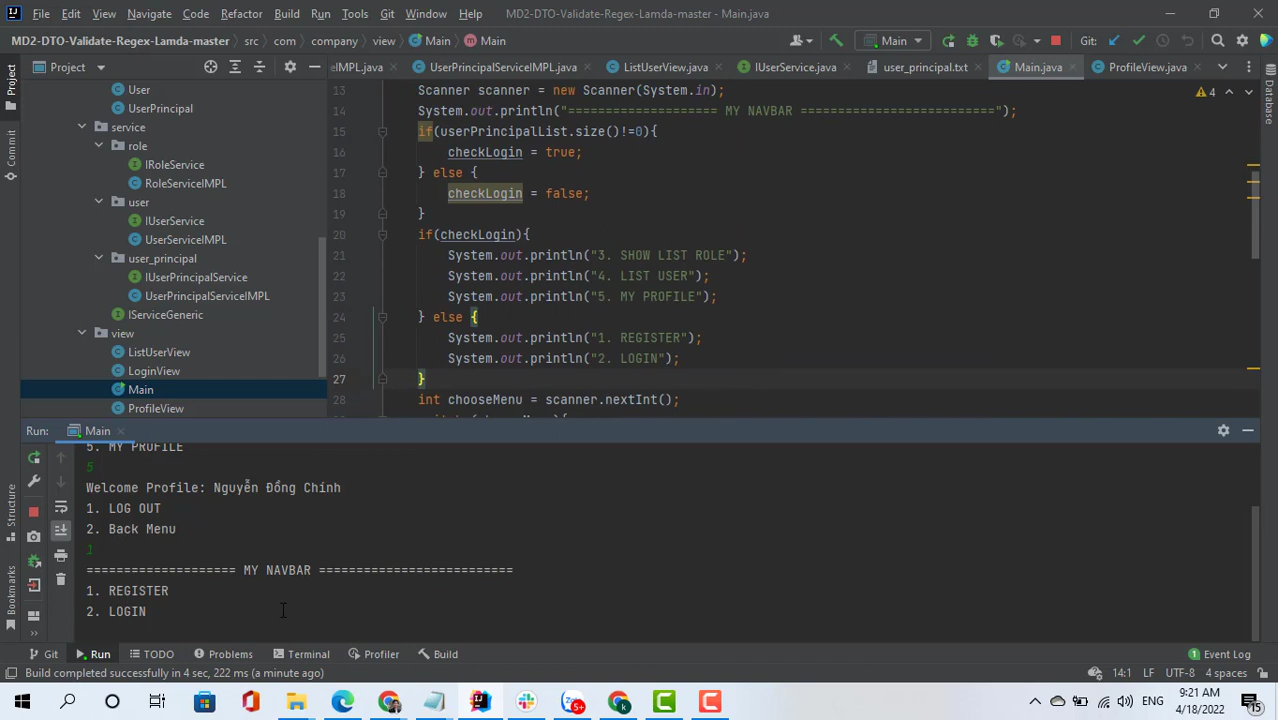 File Edit View Navigate Code Refactor Build Run Tools Git Window Help MD2-DTO-Validate-Regex-Lamda-master - Main.java
MD2-DTO-Validate-Regex-Lamda-master src com company view Main Main Main Git:
Project eIMPL.java UserPrincipalServiceIMPL.java ListUserView.java IUserService.java user_principal.txt Main.java ProfileView.java
Project
Commit
Structure
Bookmarks
Database
User
UserPrincipal
service
role
IRoleService
RoleServiceIMPL
user
IUserService
UserServiceIMPL
user_principal
IUserPrincipalService
UserPrincipalServiceIMPL
IServiceGeneric
view
ListUserView
LoginView
Main
ProfileView
4
13 Scanner scanner = new Scanner(System.in);
14 System.out.println("==================== MY NAVBAR ==========================");
15 if(userPrincipalList.size()!=0){
16 checkLogin = true;
17 } else {
18 checkLogin = false;
19 }
20 if(checkLogin){
21 System.out.println("3. SHOW LIST ROLE");
22 System.out.println("4. LIST USER");
23 System.out.println("5. MY PROFILE");
24 } else {
25 System.out.println("1. REGISTER");
26 System.out.println("2. LOGIN");
27 }
28 int chooseMenu = scanner.nextInt();
Run: Main
5. MY PROFILE
5
Welcome Profile: Nguyễn Đồng Chính
1. LOG OUT
2. Back Menu
1
==================== MY NAVBAR ==========================
1. REGISTER
2. LOGIN
Git Run TODO Problems Terminal Profiler Build Event Log
Build completed successfully in 4 sec, 222 ms (a minute ago) 14:1 LF UTF-8 4 spaces
5+ k ENG 9:21 AM
4/18/2022 15